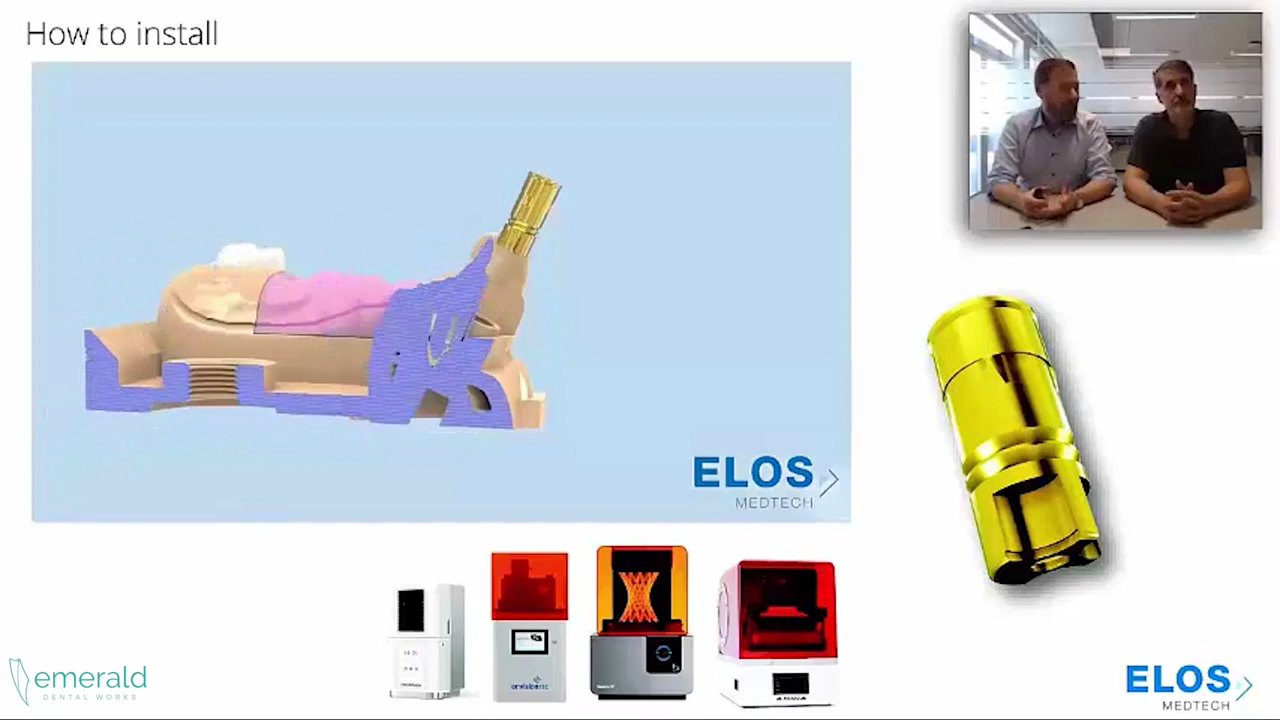 How to install
ELOS
MEDTECH
emerald
DENTAL WORKS
ELOS
MEDTECH